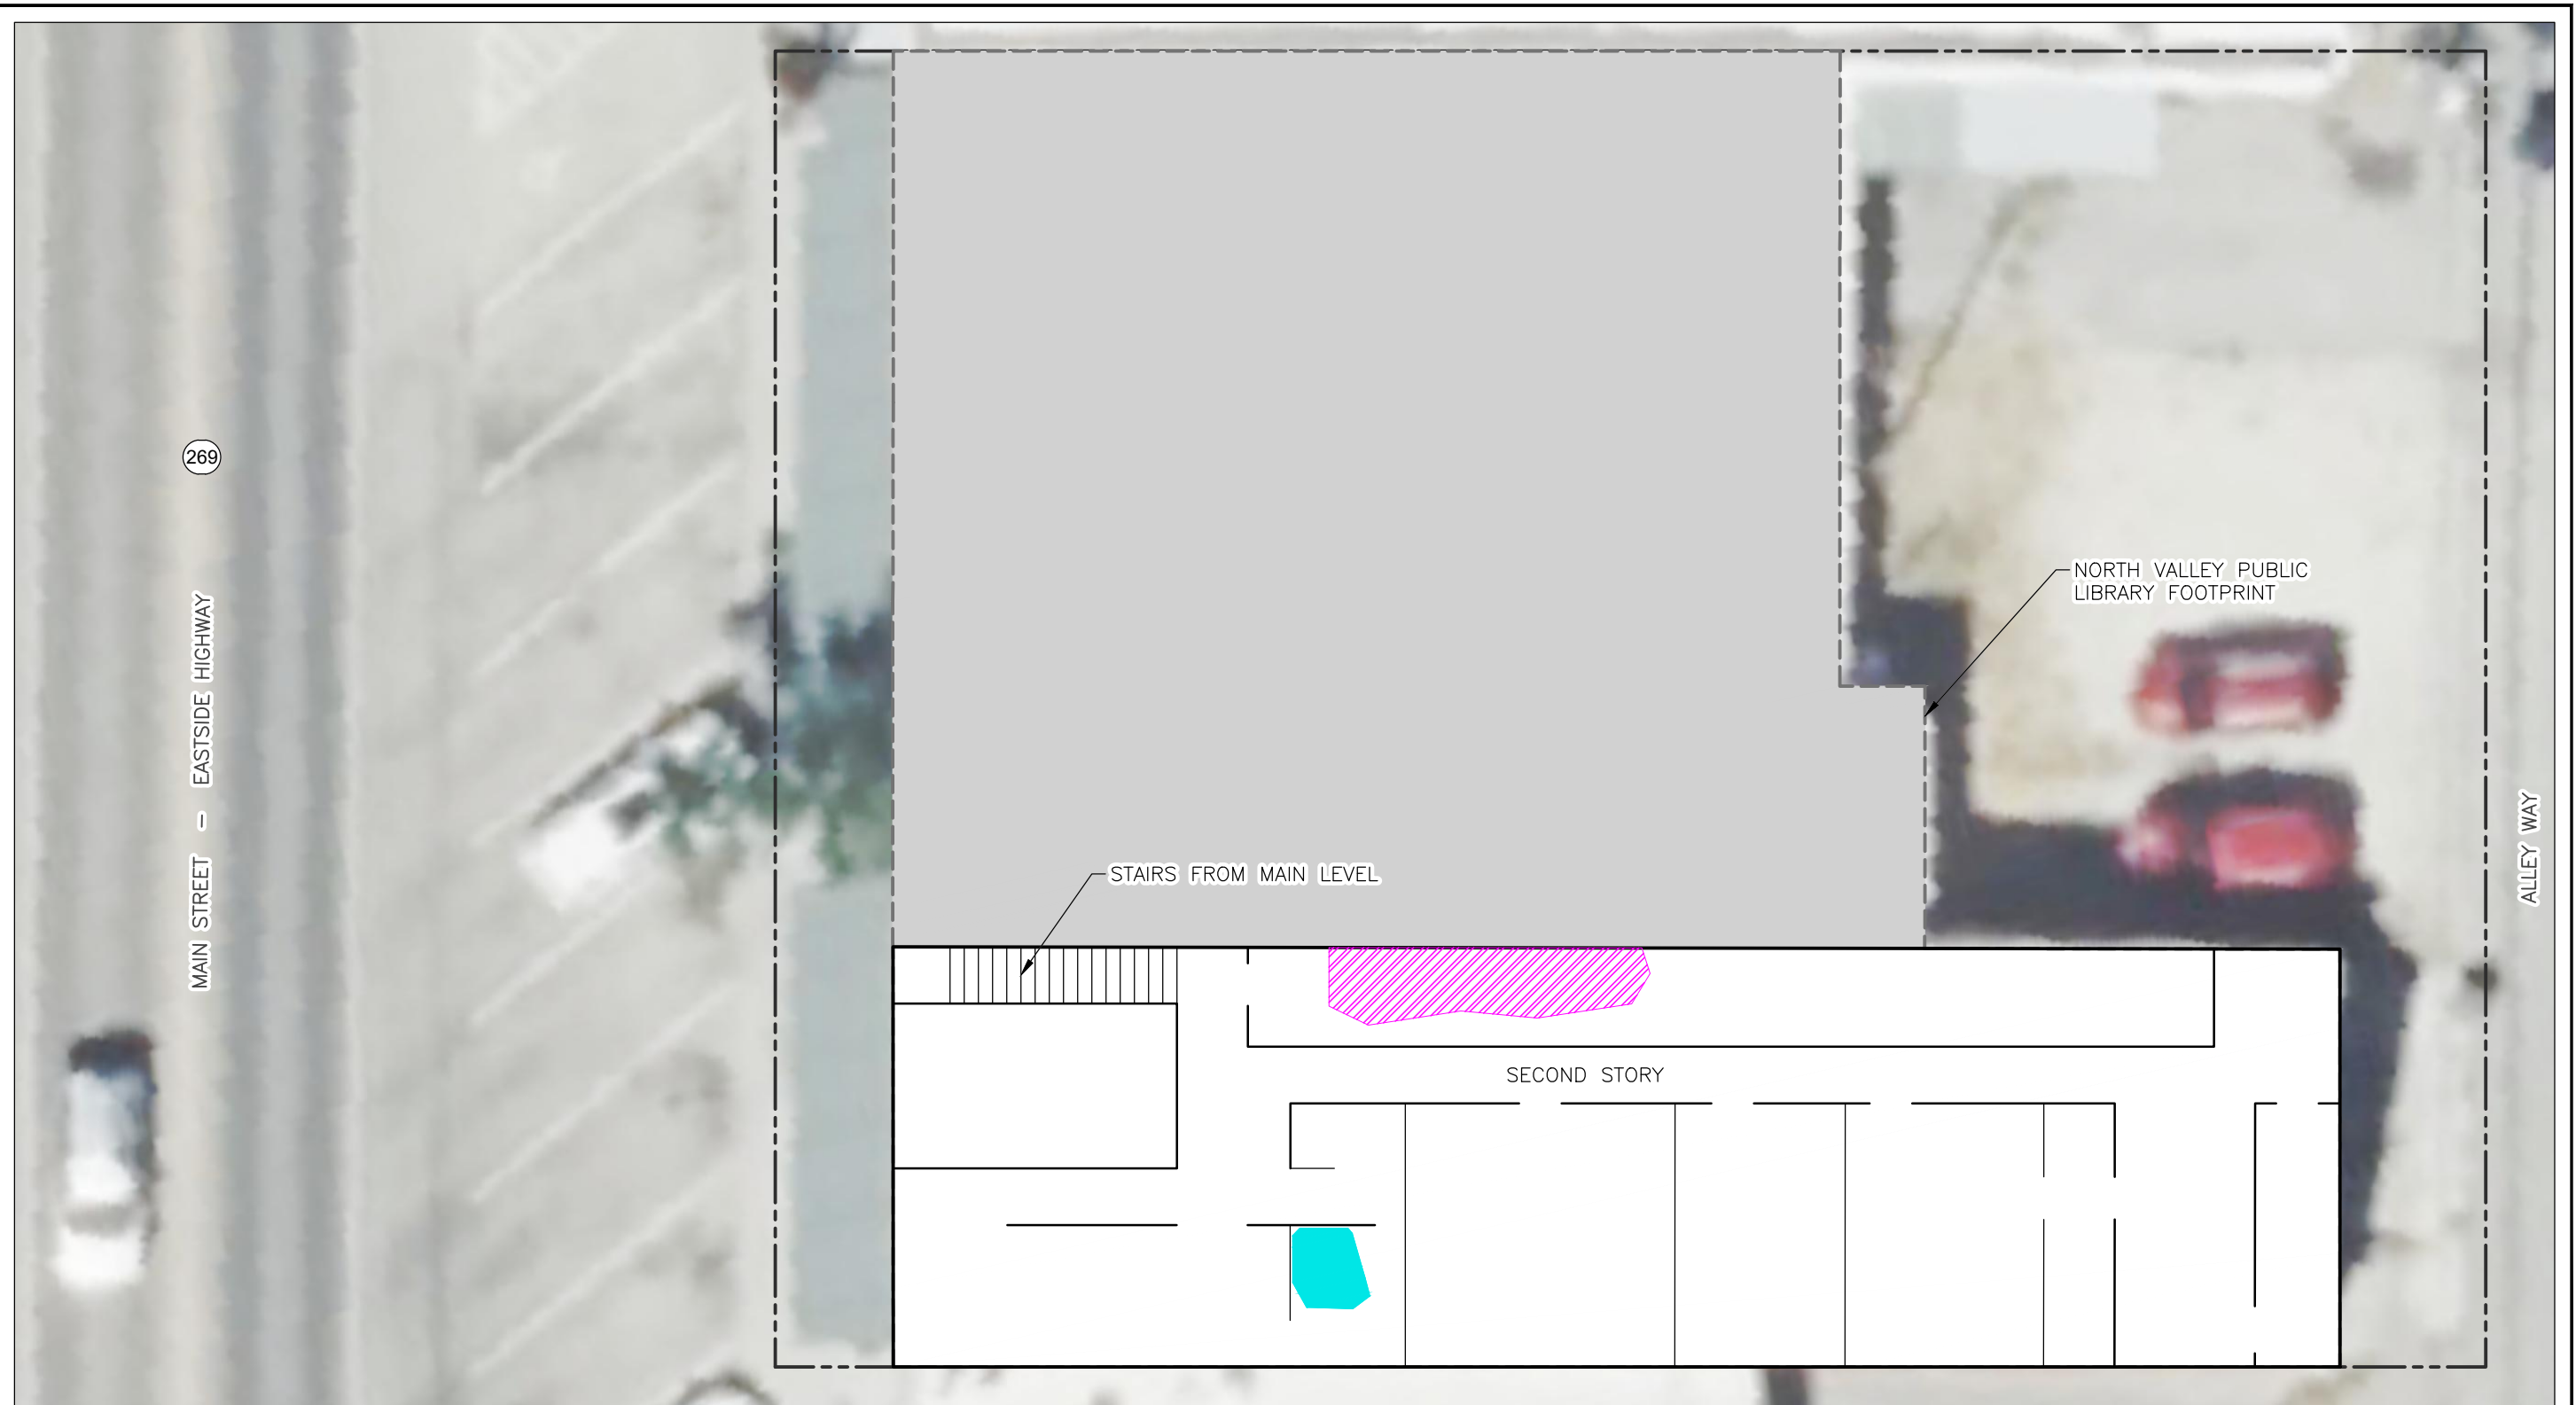 269
MAIN STREET - EASTSIDE HIGHWAY
NORTH VALLEY PUBLIC
LIBRARY FOOTPRINT
ALLEY WAY
STAIRS FROM MAIN LEVEL
SECOND STORY